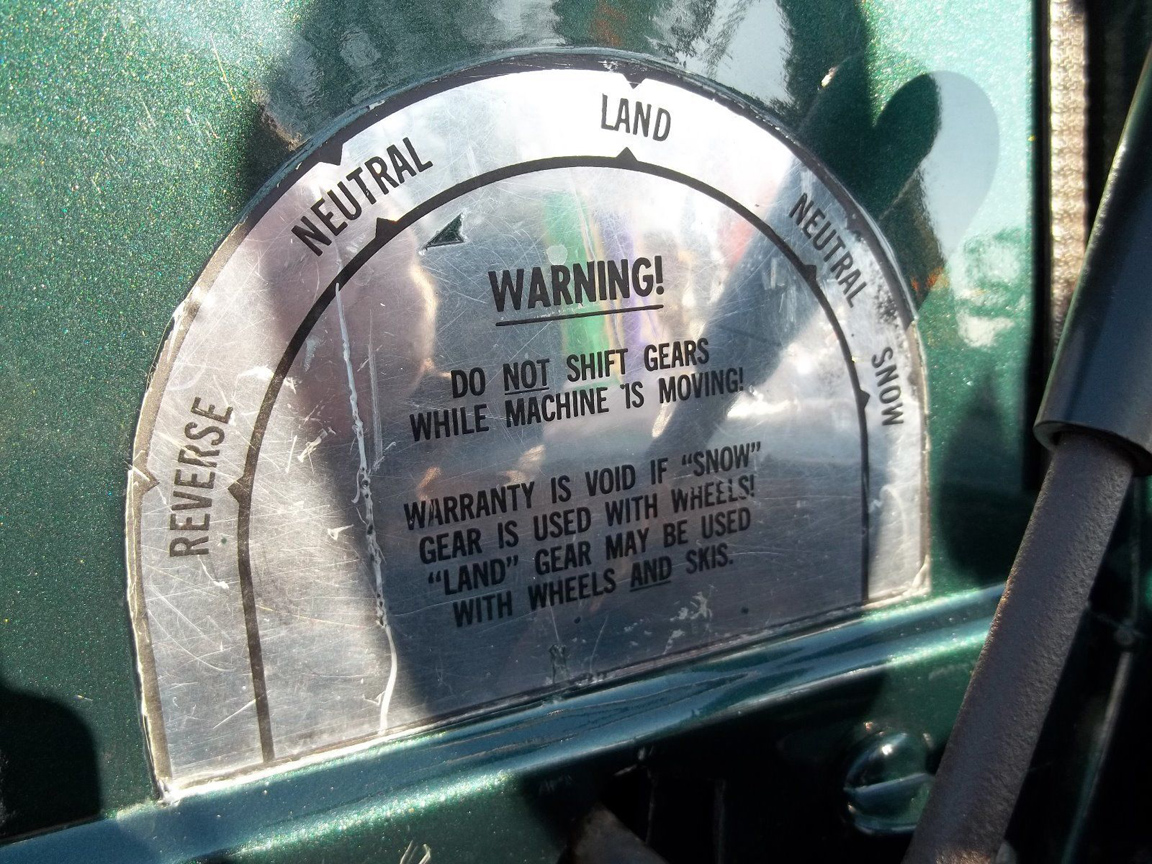 REVERSE
NEUTRAL
LAND
NEUTRAL
SNOW
WARNING!
DO NOT SHIFT GEARS
WHILE MACHINE IS MOVING!
WARRANTY IS VOID IF "SNOW"
GEAR IS USED WITH WHEELS!
"LAND" GEAR MAY BE USED
WITH WHEELS AND SKIS.